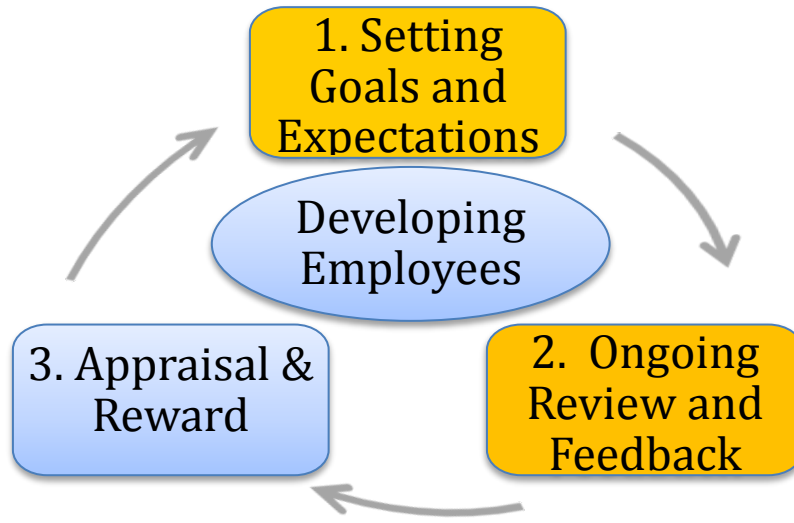 1. Setting
Goals and
Expectations
Developing
Employees
3. Appraisal &
Reward
2. Ongoing
Review and
Feedback